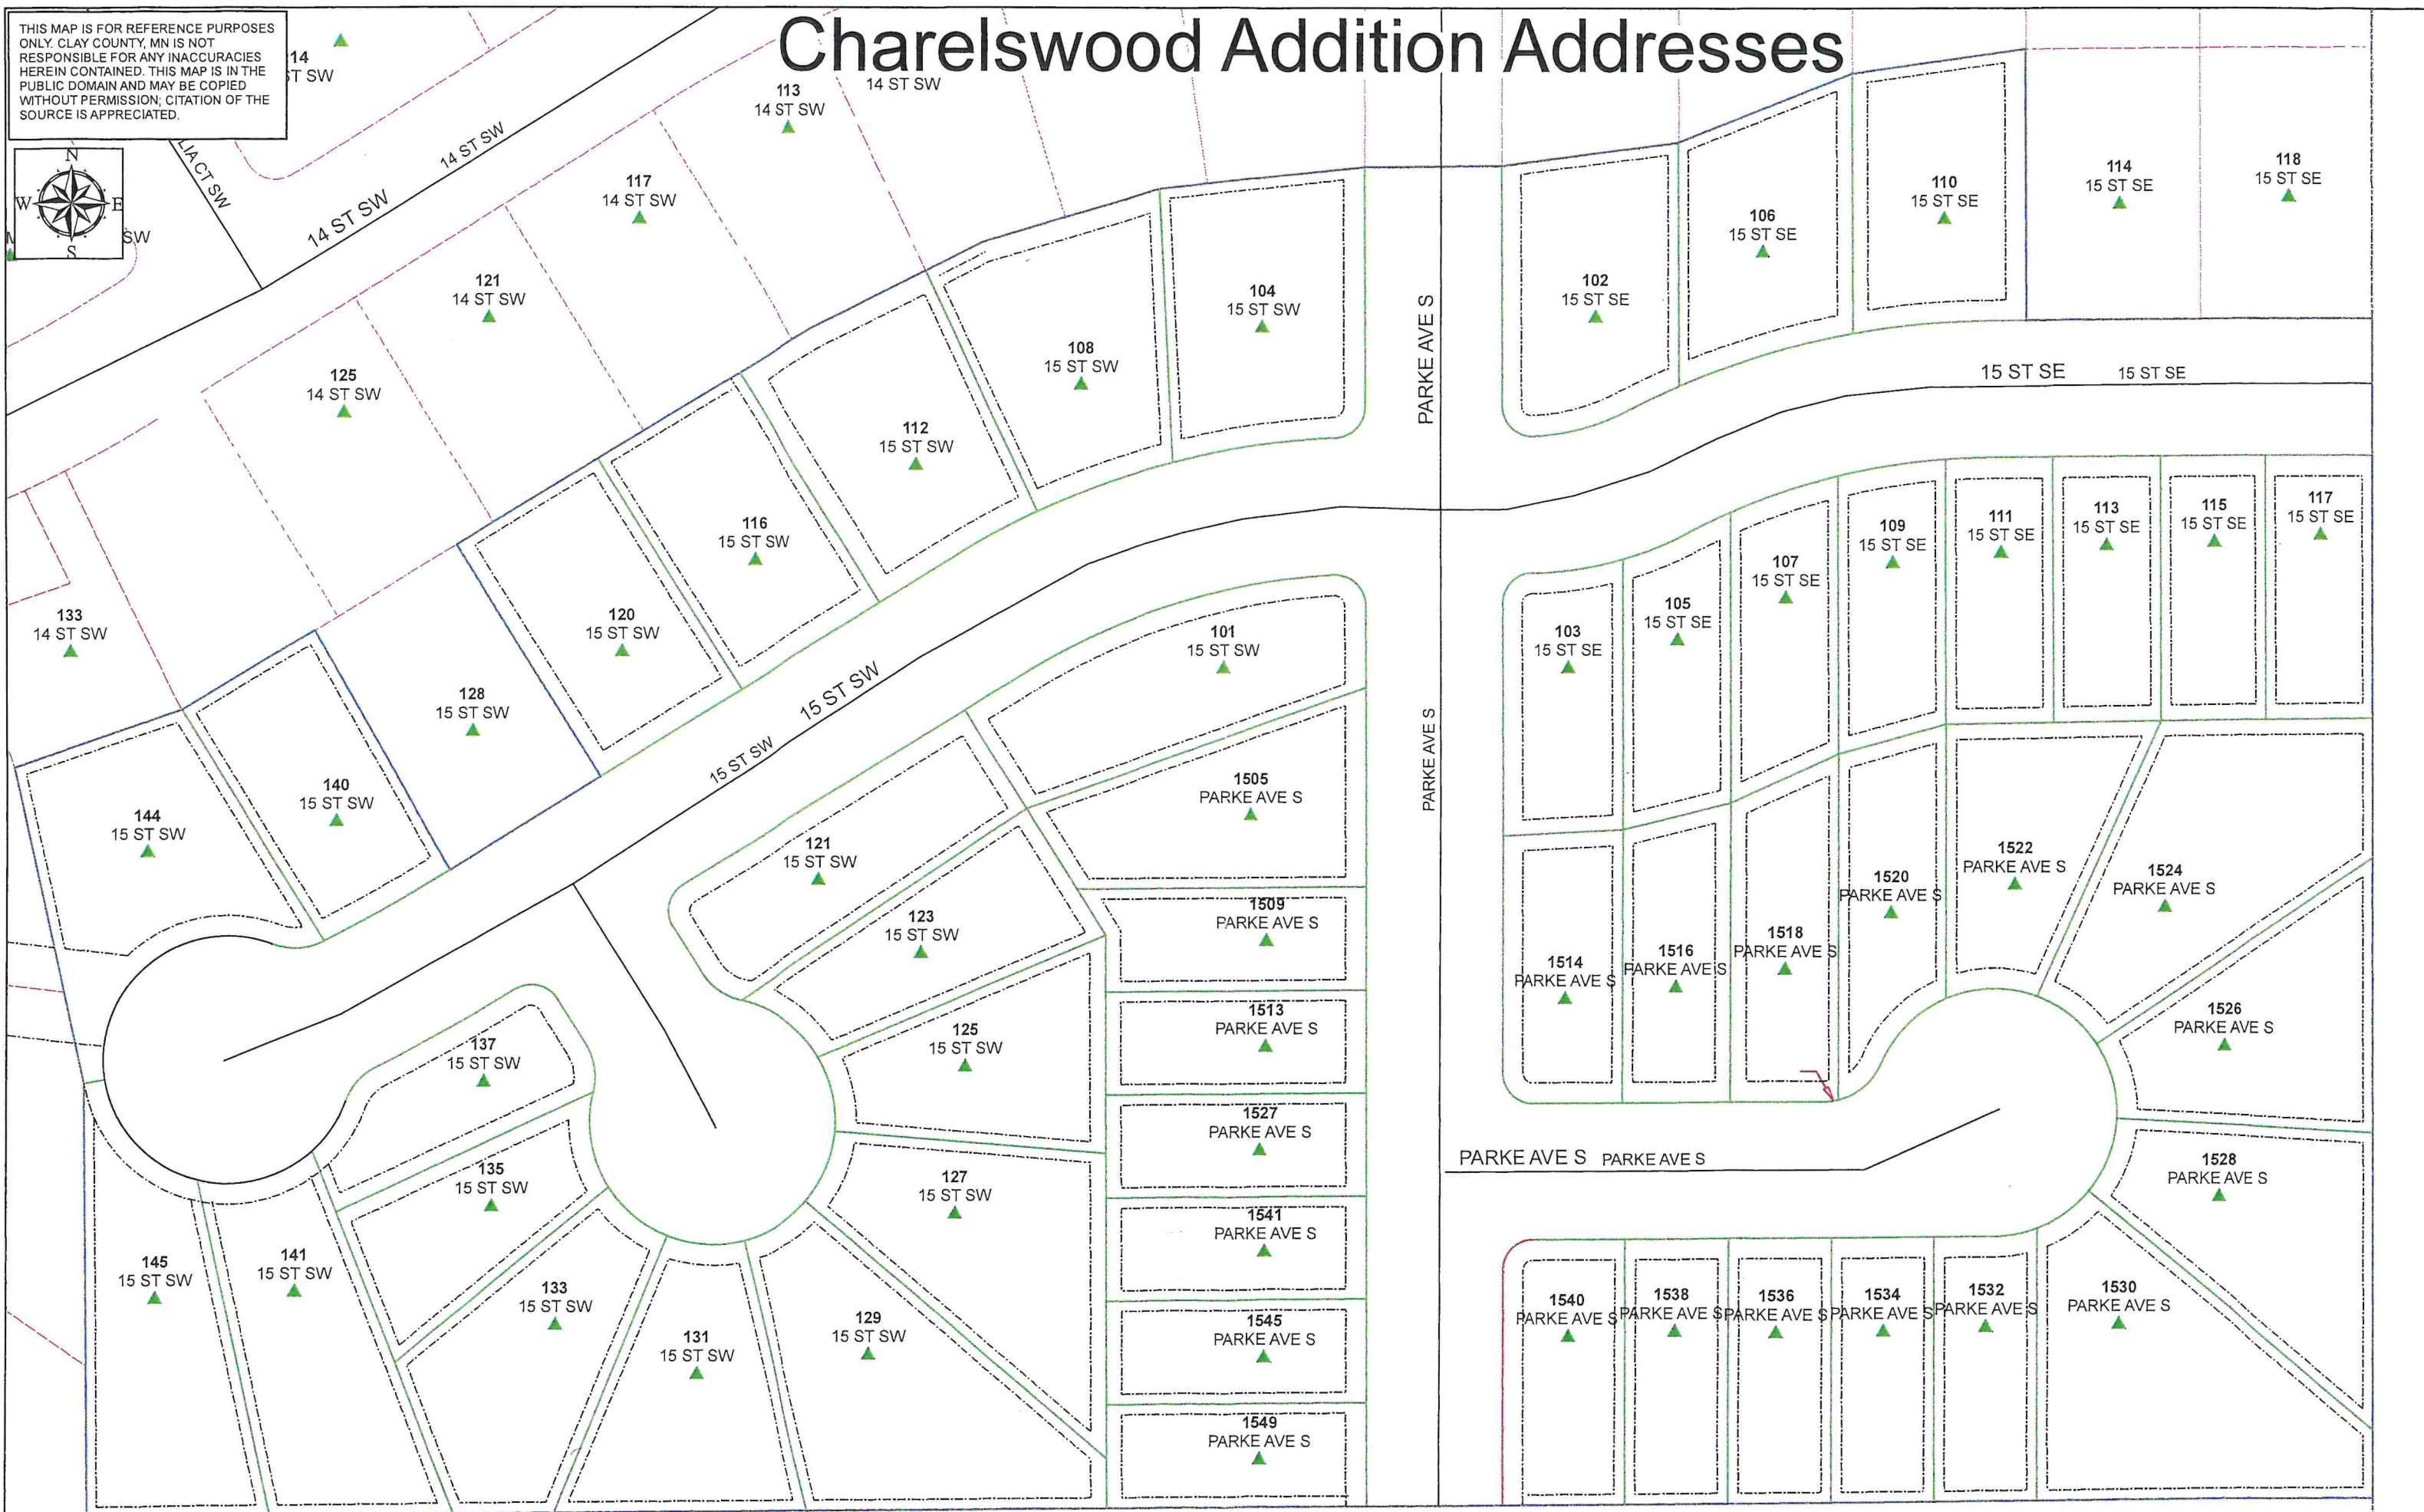 Charelswood Addition Addresses
THIS MAP IS FOR REFERENCE PURPOSES
ONLY. CLAY COUNTY, MN IS NOT
RESPONSIBLE FOR ANY INACCURACIES
HEREIN CONTAINED. THIS MAP IS IN THE
PUBLIC DOMAIN AND MAY BE COPIED
WITHOUT PERMISSION; CITATION OF THE
SOURCE IS APPRECIATED.
14
ST SW
N
W
E
S
SW
LIA CT SW
14 ST SW
14 ST SW
14 ST SW
113
14 ST SW
117
14 ST SW
121
14 ST SW
125
14 ST SW
133
14 ST SW
104
15 ST SW
108
15 ST SW
112
15 ST SW
116
15 ST SW
120
15 ST SW
128
15 ST SW
140
15 ST SW
144
15 ST SW
15 ST SW
15 ST SW
PARKE AVE S
PARKE AVE S
102
15 ST SE
106
15 ST SE
110
15 ST SE
114
15 ST SE
118
15 ST SE
15 ST SE
15 ST SE
103
15 ST SE
105
15 ST SE
107
15 ST SE
109
15 ST SE
111
15 ST SE
113
15 ST SE
115
15 ST SE
117
15 ST SE
101
15 ST SW
1505
PARKE AVE S
1509
PARKE AVE S
1513
PARKE AVE S
1527
PARKE AVE S
1541
PARKE AVE S
1545
PARKE AVE S
1549
PARKE AVE S
121
15 ST SW
123
15 ST SW
125
15 ST SW
127
15 ST SW
129
15 ST SW
131
15 ST SW
133
15 ST SW
135
15 ST SW
137
15 ST SW
141
15 ST SW
145
15 ST SW
1514
PARKE AVE S
1516
PARKE AVE S
1518
PARKE AVE S
1520
PARKE AVE S
1522
PARKE AVE S
1524
PARKE AVE S
1526
PARKE AVE S
1528
PARKE AVE S
PARKE AVE S
PARKE AVE S
1530
PARKE AVE S
1532
PARKE AVE S
1534
PARKE AVE S
1536
PARKE AVE S
1538
PARKE AVE S
1540
PARKE AVE S